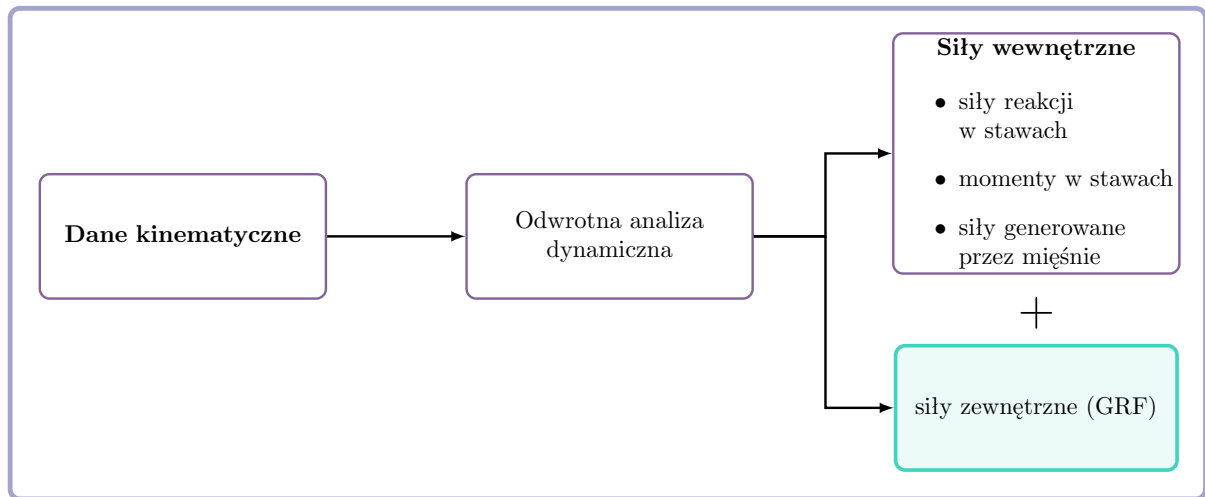 Dane kinematyczne
Odwrotna analiza
dynamiczna
Siły wewnętrzne
• siły reakcji
w stawach
• momenty w stawach
• siły generowane
przez mięśnie
+
siły zewnętrzne (GRF)